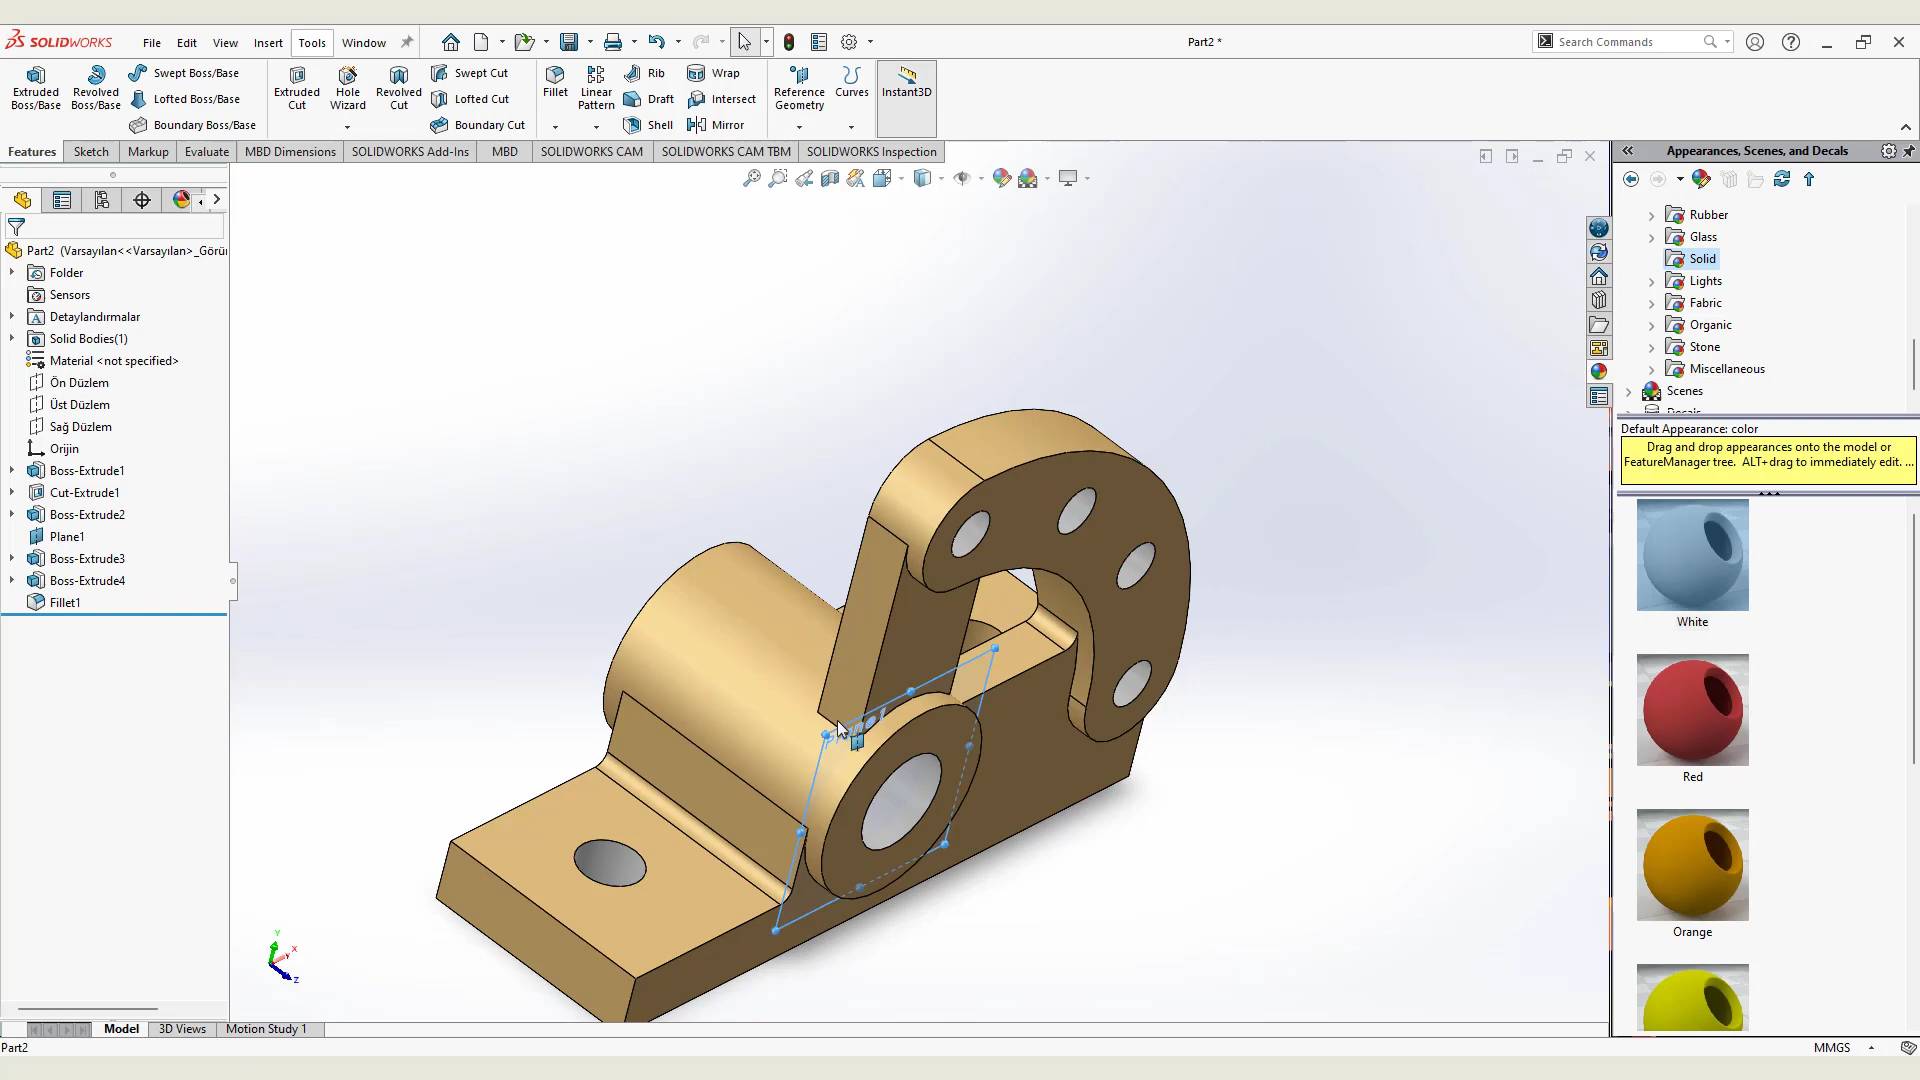 SOLIDWORKS
File Edit View Insert Tools Window
Part2 *
Search Commands
Extruded Boss/Base
Revolved Boss/Base
Swept Boss/Base
Lofted Boss/Base
Boundary Boss/Base
Extruded Cut
Hole Wizard
Revolved Cut
Swept Cut
Lofted Cut
Boundary Cut
Fillet
Linear Pattern
Rib
Draft
Shell
Wrap
Intersect
Mirror
Reference Geometry
Curves
Instant3D
Features Sketch Markup Evaluate MBD Dimensions SOLIDWORKS Add-Ins MBD SOLIDWORKS CAM SOLIDWORKS CAM TBM SOLIDWORKS Inspection
Part2 (Varsayılan<<Varsayılan>_Görü
Folder
Sensors
Detaylandırmalar
Solid Bodies(1)
Material <not specified>
Ön Düzlem
Üst Düzlem
Sağ Düzlem
Orijin
Boss-Extrude1
Cut-Extrude1
Boss-Extrude2
Plane1
Boss-Extrude3
Boss-Extrude4
Fillet1
Y
X
Z
Appearances, Scenes, and Decals
Rubber
Glass
Solid
Lights
Fabric
Organic
Stone
Miscellaneous
Scenes
Decals
Default Appearance: color
Drag and drop appearances onto the model or
FeatureManager tree. ALT+drag to immediately edit. ...
White
Red
Orange
Model 3D Views Motion Study 1
Part2
MMGS